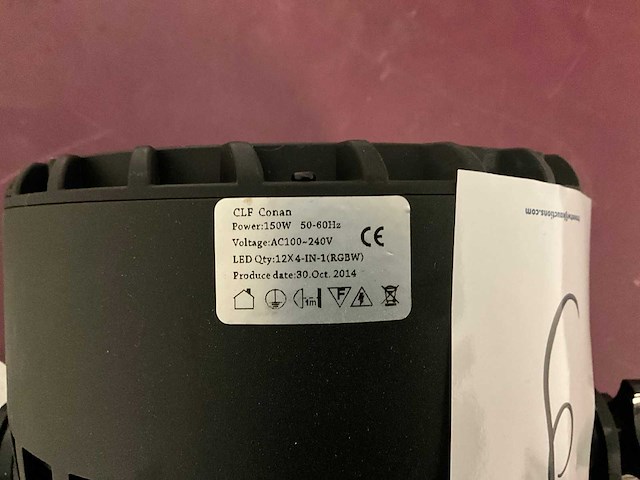 CLF Conan
Power:150W 50-60Hz
Voltage:AC100~240V
CE
LED Qty:12X4-IN-1(RGBW)
Produce date:30.Oct. 2014
1m
F